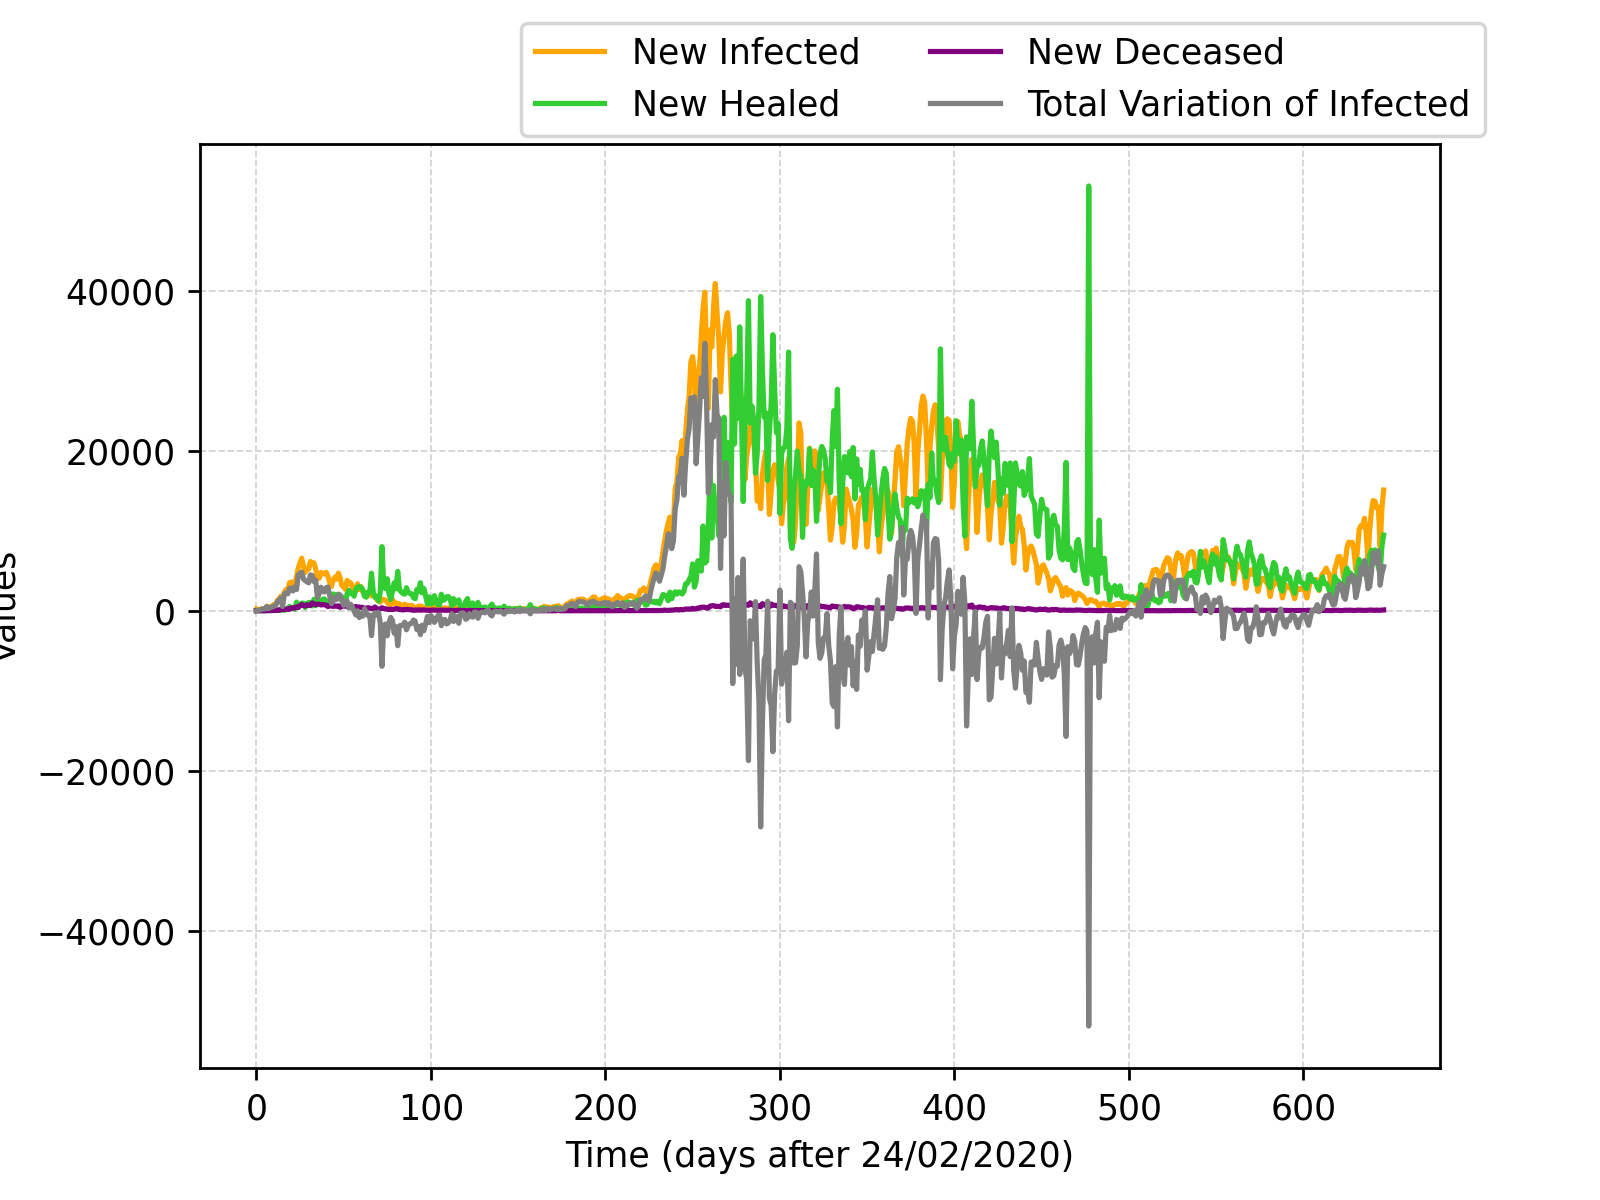 New Infected
New Healed
New Deceased
Total Variation of Infected
40000
20000
0
−20000
−40000
values
0 100 200 300 400 500 600
Time (days after 24/02/2020)